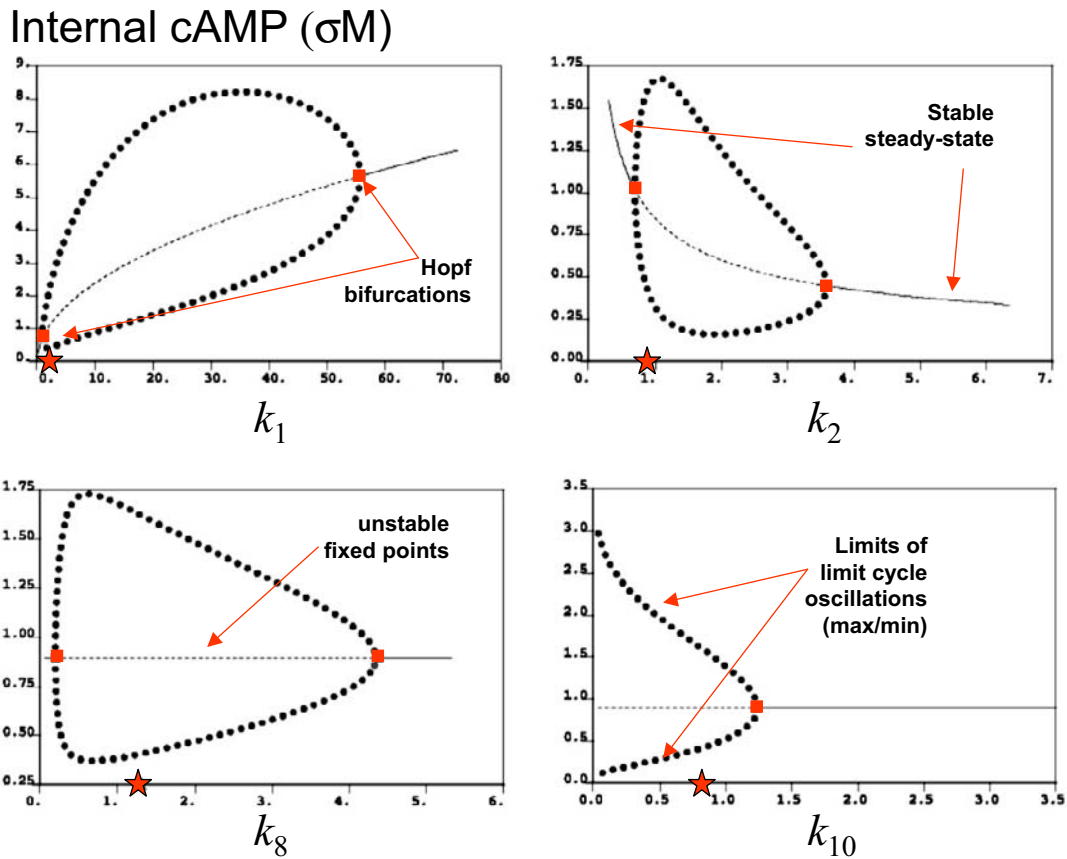 Internal cAMP (σM)
9.
8.
7.
6.
5.
4.
3.
2.
1.
0.
0. 10. 20. 30. 40. 50. 60. 70. 80
Hopf
bifurcations
k1
1.75
1.50
1.25
1.00
0.75
0.50
0.25
0.00
0. 1. 2. 3. 4. 5. 6. 7.
Stable
steady-state
k2
1.75
1.50
1.25
1.00
0.75
0.50
0.25
0. 1. 2. 3. 4. 5. 6.
unstable
fixed points
k8
3.5
3.0
2.5
2.0
1.5
1.0
0.5
0.0
0.0 0.5 1.0 1.5 2.0 2.5 3.0 3.5
Limits of
limit cycle
oscillations
(max/min)
k10